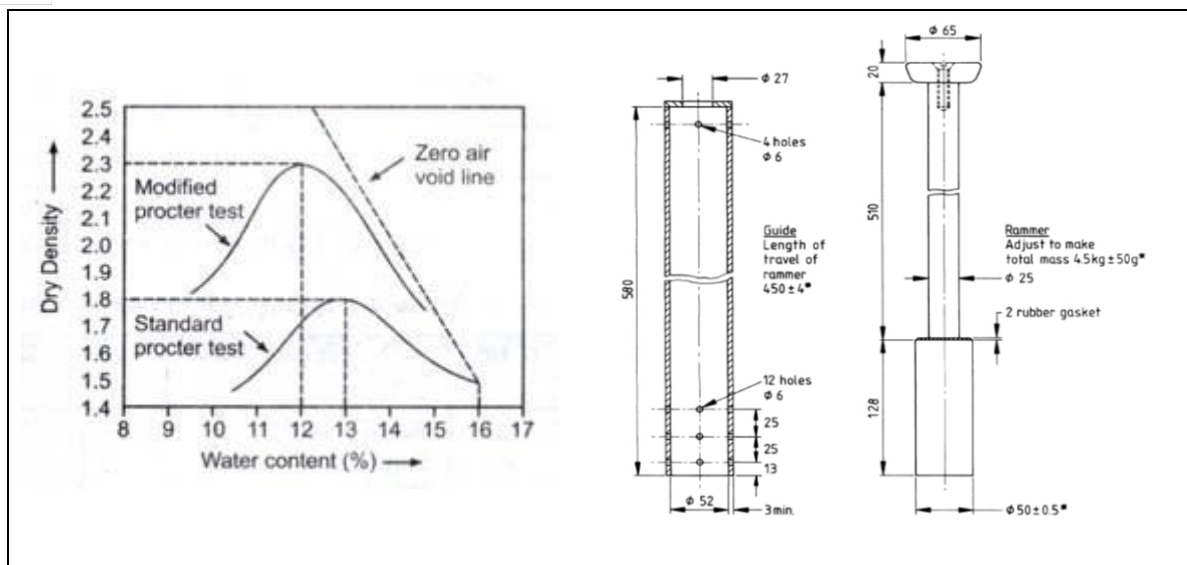 2.5
2.4
2.3
2.2
2.1
2.0
1.9
1.8
1.7
1.6
1.5
1.4
Dry Density
Modified
procter test
Zero air
void line
Standard
procter test
8 9 10 11 12 13 14 15 16 17
Water content (%)
ϕ 27
4 holes
ϕ 6
580
Guide
Length of
travel of
rammer
450 ± 4*
12 holes
ϕ 6
25
25
13
ϕ 52
3 min.
ϕ 65
20
510
Rammer
Adjust to make
total mass 4.5kg ± 50g*
ϕ 25
2 rubber gasket
128
ϕ 50 ± 0.5*